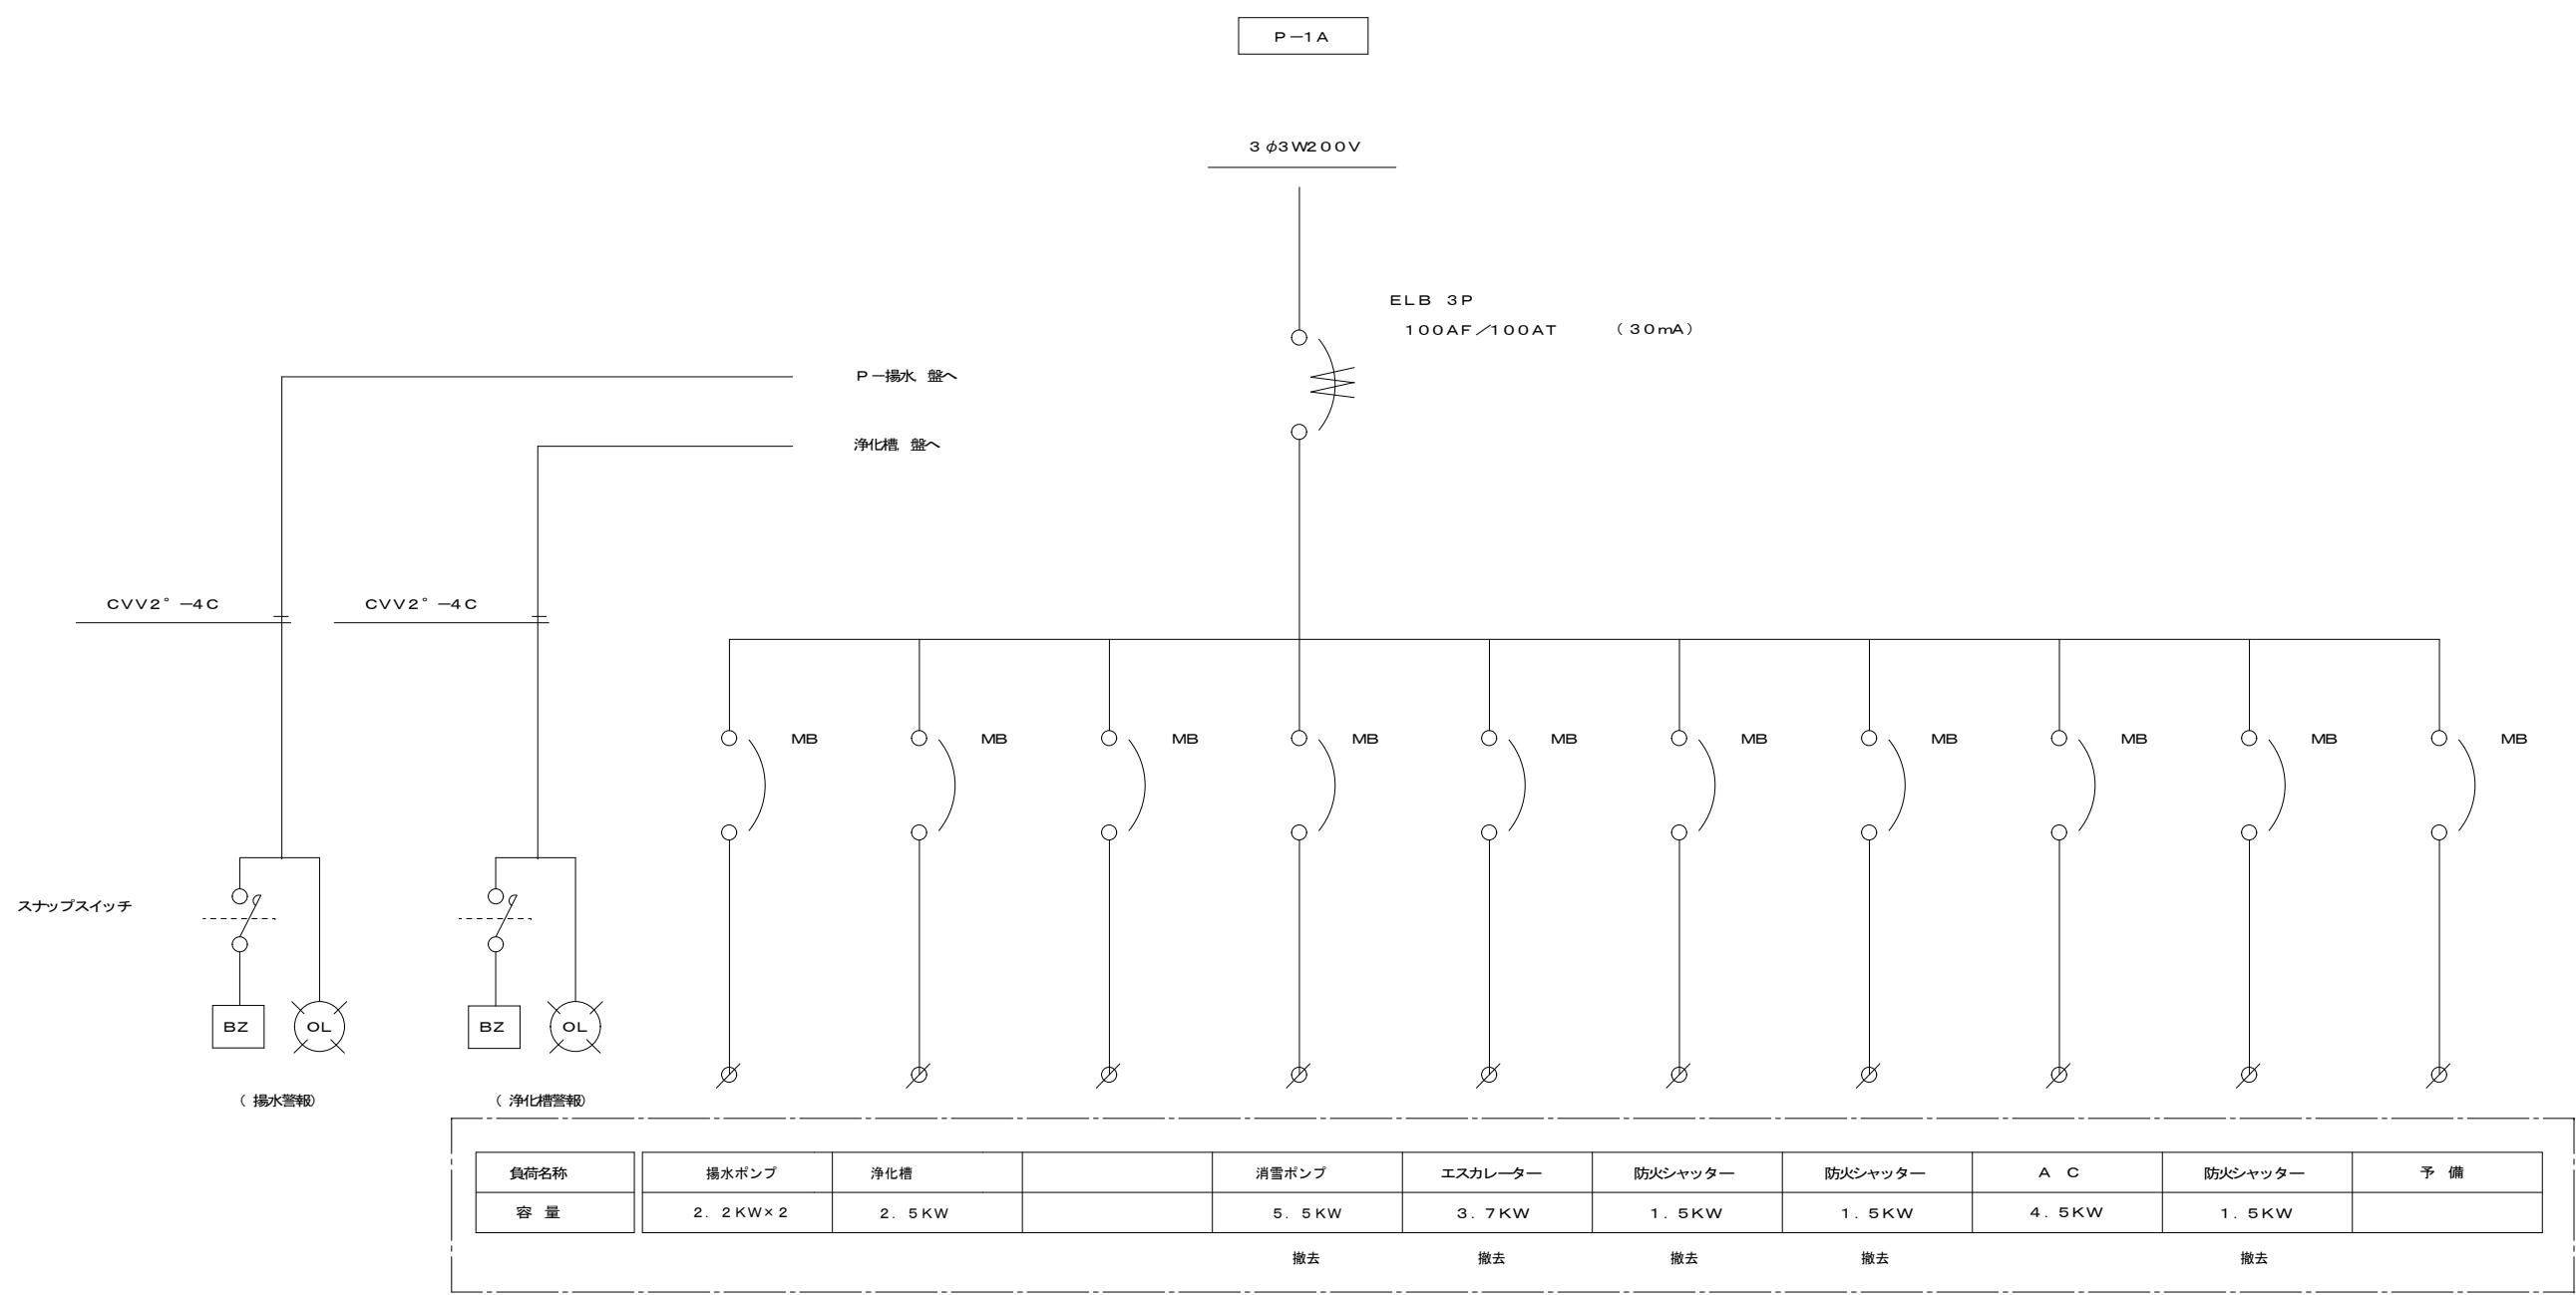 P-1A
3φ3W200V
ELB 3P
100AF/100AT (30mA)
P-揚水 盤へ
浄化槽 盤へ
CVV2°-4C CVV2°-4C
MB MB MB MB MB MB MB MB MB MB
スナップスイッチ
BZ OL BZ OL
(揚水警報) (浄化槽警報)
負荷名称 揚水ポンプ 浄化槽 消雪ポンプ エスカレーター 防火シャッター 防火シャッター AC 防火シャッター 予備
容量 2.2KW×2 2.5KW 5.5KW 3.7KW 1.5KW 1.5KW 4.5KW 1.5KW
撤去 撤去 撤去 撤去 撤去